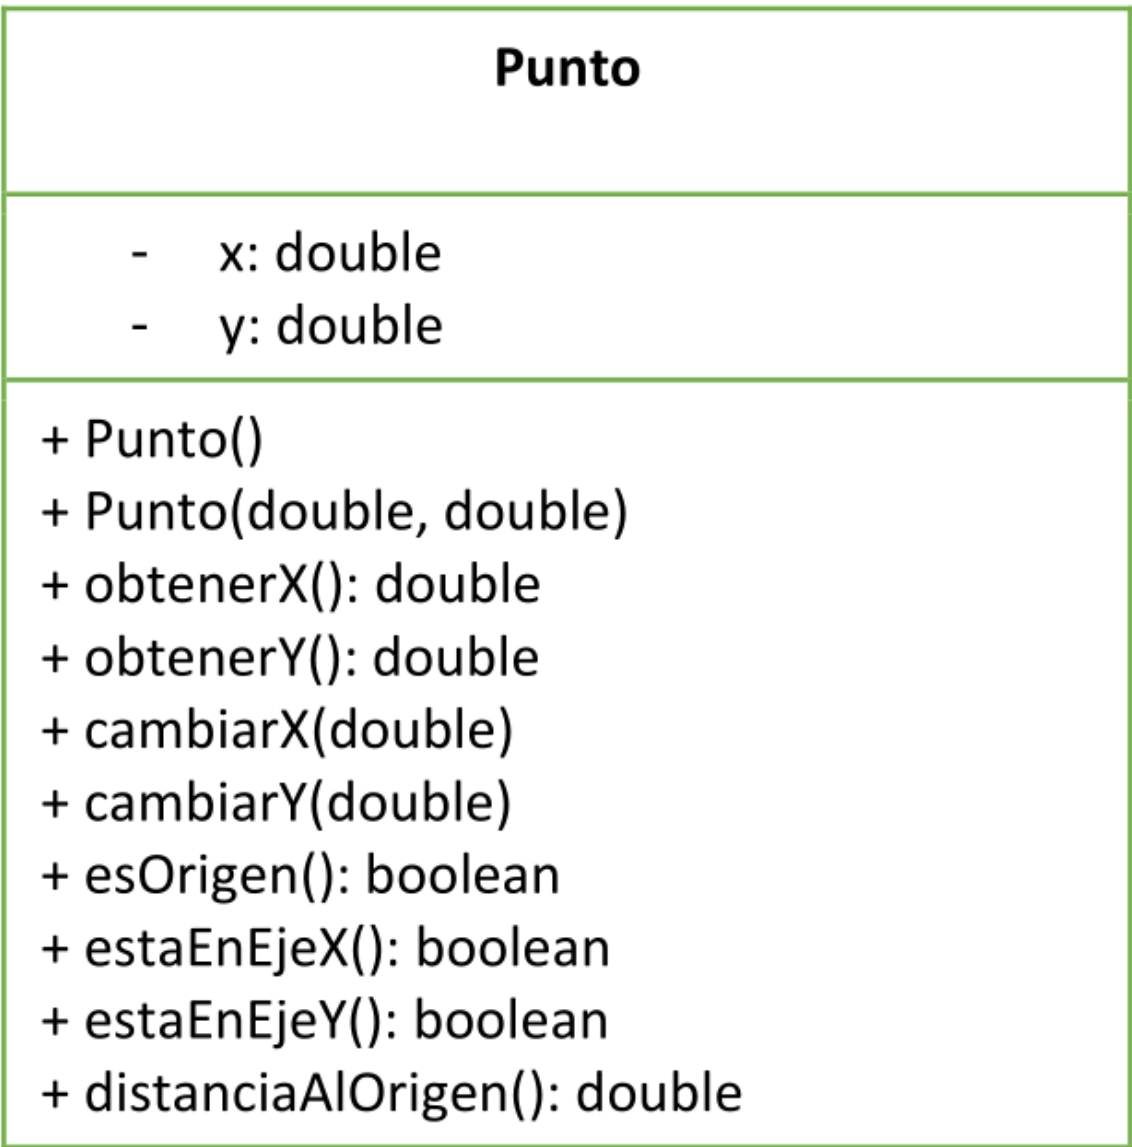 Punto
- x: double
- y: double
+ Punto()
+ Punto(double, double)
+ obtenerX(): double
+ obtenerY(): double
+ cambiarX(double)
+ cambiarY(double)
+ esOrigen(): boolean
+ estaEnEjeX(): boolean
+ estaEnEjeY(): boolean
+ distanciaAlOrigen(): double